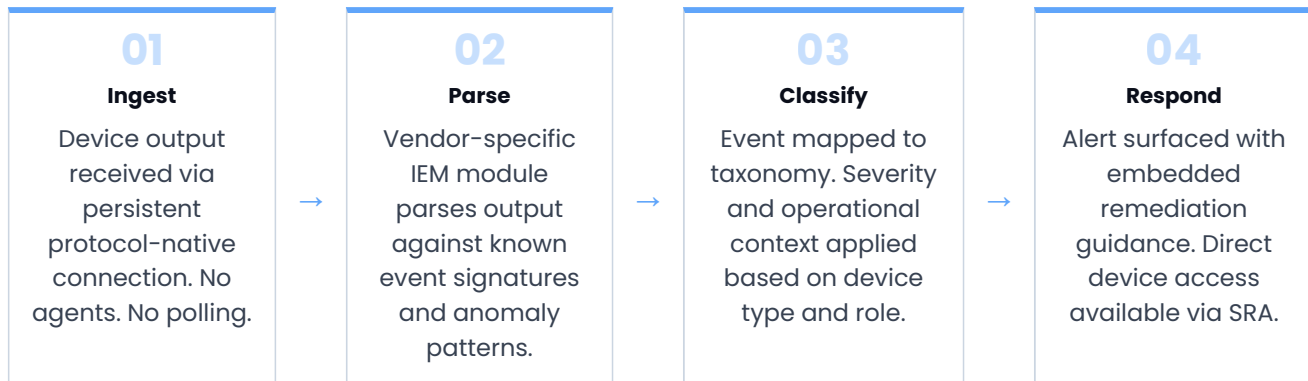 01
Ingest
Device output
received via
persistent
protocol-native
connection. No
agents. No polling.
→
02
Parse
Vendor-specific
IEM module
parses output
against known
event signatures
and anomaly
patterns.
→
03
Classify
Event mapped to
taxonomy. Severity
and operational
context applied
based on device
type and role.
→
04
Respond
Alert surfaced with
embedded
remediation
guidance. Direct
device access
available via SRA.